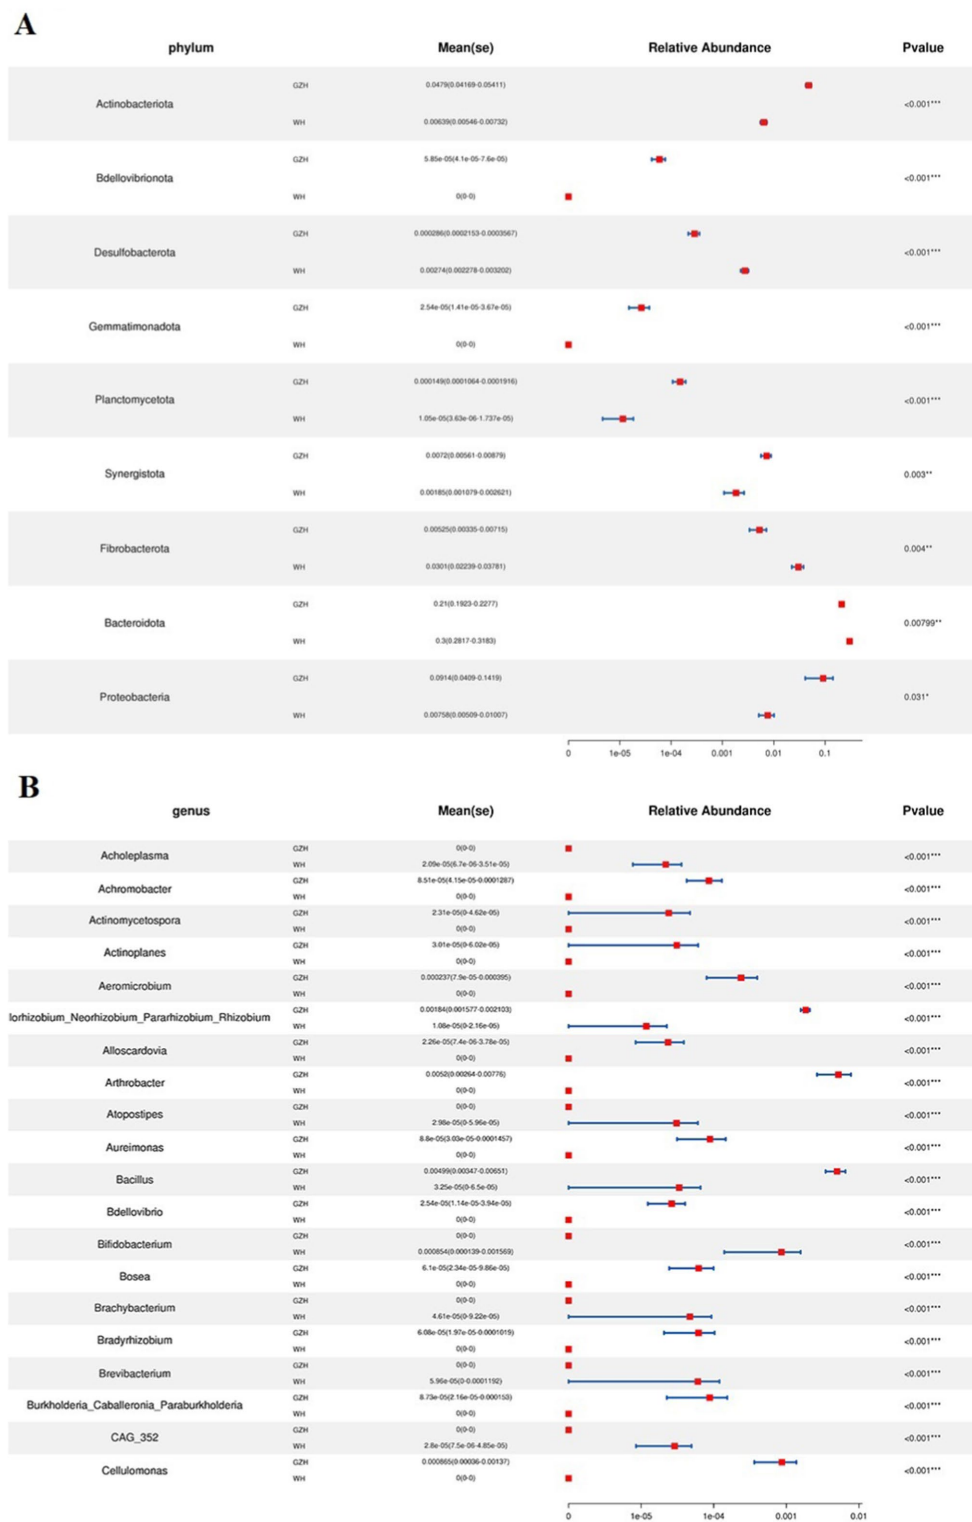 A
phylum Mean(se) Relative Abundance Pvalue
GZH 0.0479(0.04169-0.05411)
Actinobacteriota <0.001***
WH 0.00639(0.00546-0.00732)
GZH 5.85e-05(4.1e-05-7.6e-05)
Bdellovibrionota <0.001***
WH 0(0-0)
GZH 0.000286(0.0002153-0.0003567)
Desulfobacterota <0.001***
WH 0.00274(0.002278-0.003202)
GZH 2.54e-05(1.41e-05-3.67e-05)
Gemmatimonadota <0.001***
WH 0(0-0)
GZH 0.000149(0.0001064-0.0001916)
Planctomycetota <0.001***
WH 1.05e-05(3.63e-06-1.737e-05)
GZH 0.0072(0.00561-0.00879)
Synergistota 0.003**
WH 0.00185(0.001079-0.002621)
GZH 0.00525(0.00335-0.00715)
Fibrobacterota 0.004**
WH 0.0301(0.02239-0.03781)
GZH 0.21(0.1923-0.2277)
Bacteroidota 0.00799**
WH 0.3(0.2817-0.3183)
GZH 0.0914(0.0409-0.1419)
Proteobacteria 0.031*
WH 0.00758(0.00509-0.01007)
0 1e-05 1e-04 0.001 0.01 0.1
B
genus Mean(se) Relative Abundance Pvalue
GZH 0(0-0)
Acholeplasma <0.001***
WH 2.09e-05(6.7e-06-3.51e-05)
GZH 8.51e-05(4.15e-05-0.0001287)
Achromobacter <0.001***
WH 0(0-0)
GZH 2.31e-05(0-4.62e-05)
Actinomycetospora <0.001***
WH 0(0-0)
GZH 3.01e-05(0-6.02e-05)
Actinoplanes <0.001***
WH 0(0-0)
GZH 0.000237(7.9e-05-0.000395)
Aeromicrobium <0.001***
WH 0(0-0)
GZH 0.00184(0.001577-0.002103)
lorhizobium_Neorhizobium_Pararhizobium_Rhizobium <0.001***
WH 1.08e-05(0-2.16e-05)
GZH 2.26e-05(7.4e-06-3.78e-05)
Alloscardovia <0.001***
WH 0(0-0)
GZH 0.0052(0.00264-0.00776)
Arthrobacter <0.001***
WH 0(0-0)
GZH 0(0-0)
Atopostipes <0.001***
WH 2.98e-05(0-5.96e-05)
GZH 8.8e-05(3.03e-05-0.0001457)
Aureimonas <0.001***
WH 0(0-0)
GZH 0.00499(0.00347-0.00651)
Bacillus <0.001***
WH 3.25e-05(0-6.5e-05)
GZH 2.54e-05(1.14e-05-3.94e-05)
Bdellovibrio <0.001***
WH 0(0-0)
GZH 0(0-0)
Bifidobacterium <0.001***
WH 0.000854(0.000139-0.001569)
GZH 6.1e-05(2.34e-05-9.86e-05)
Bosea <0.001***
WH 0(0-0)
GZH 0(0-0)
Brachybacterium <0.001***
WH 4.61e-05(0-9.22e-05)
GZH 6.08e-05(1.97e-05-0.0001019)
Bradyrhizobium <0.001***
WH 0(0-0)
GZH 0(0-0)
Brevibacterium <0.001***
WH 5.96e-05(0-0.0001192)
GZH 8.73e-05(2.16e-05-0.000153)
Burkholderia_Caballeronia_Paraburkholderia <0.001***
WH 0(0-0)
GZH 0(0-0)
CAG_352 <0.001***
WH 2.8e-05(7.5e-06-4.85e-05)
GZH 0.000865(0.00036-0.00137)
Cellulomonas <0.001***
WH 0(0-0)
0 1e-05 1e-04 0.001 0.01